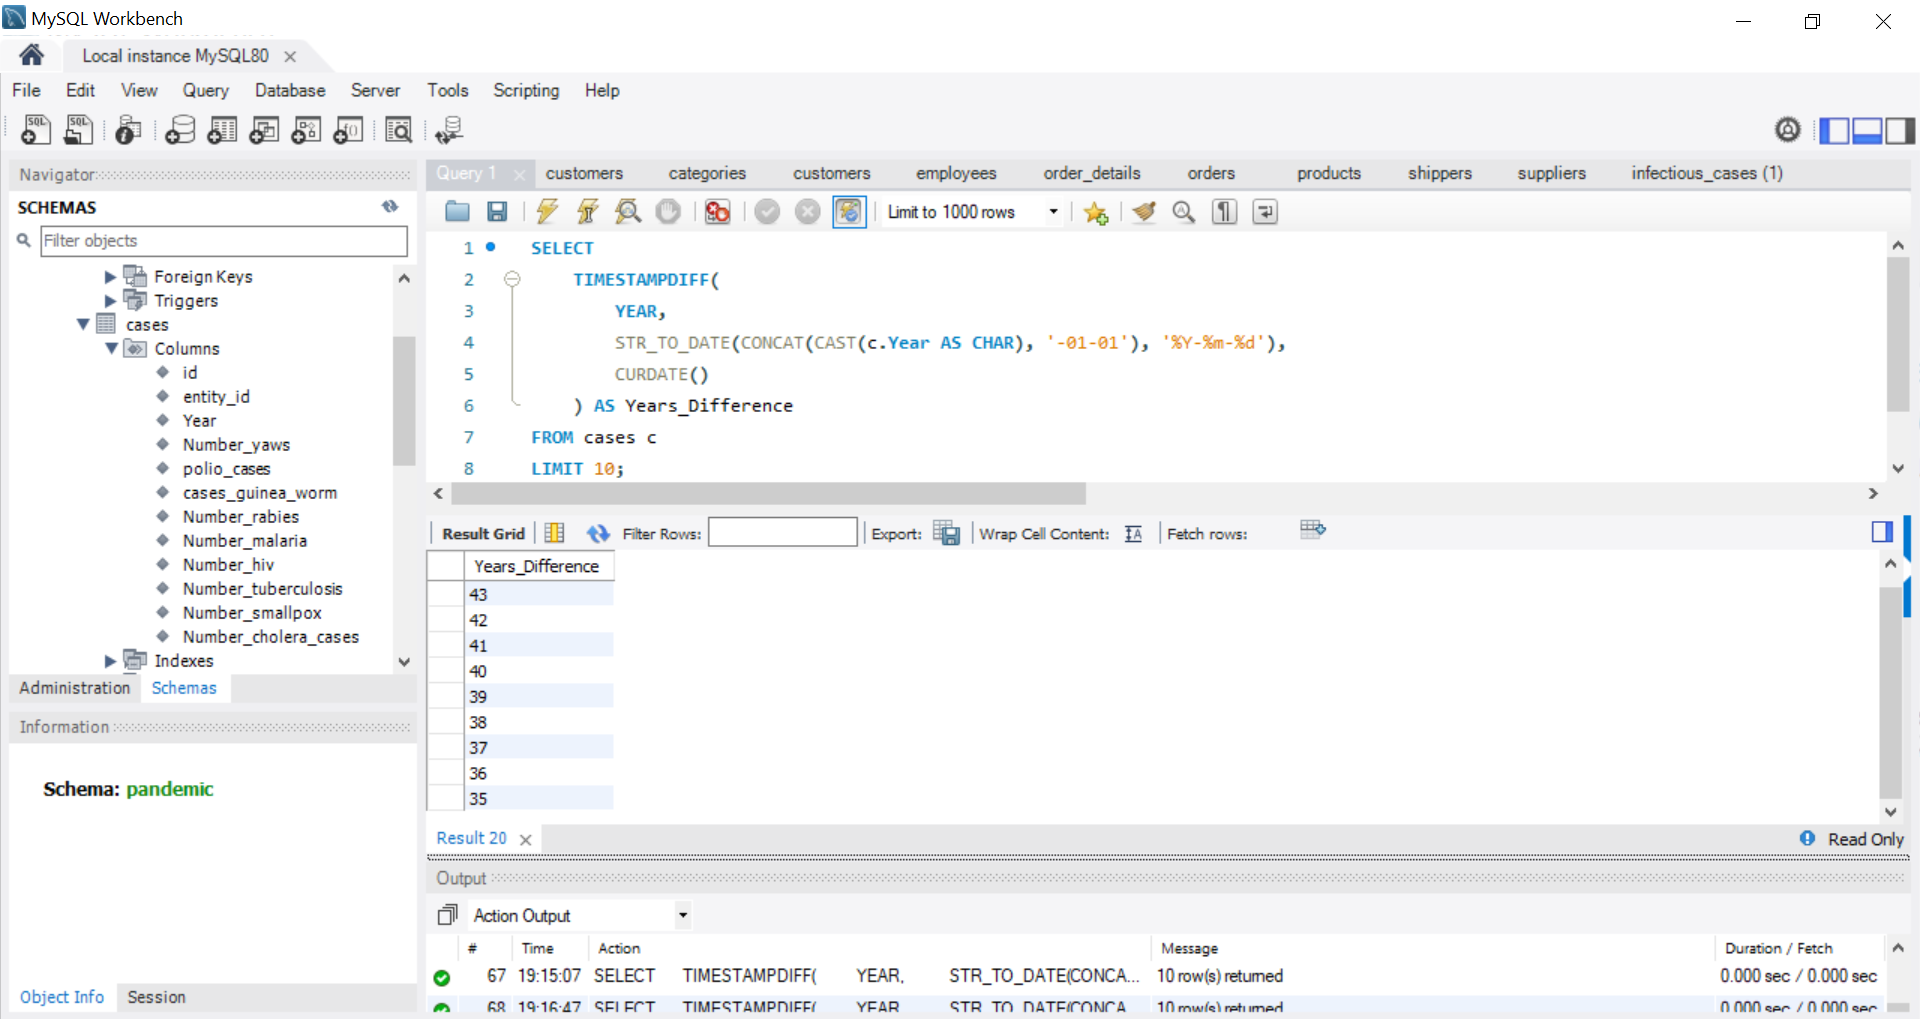 MySQL Workbench
Local instance MySQL80
File Edit View Query Database Server Tools Scripting Help
Navigator
SCHEMAS
Filter objects
Foreign Keys
Triggers
cases
Columns
id
entity_id
Year
Number_yaws
polio_cases
cases_guinea_worm
Number_rabies
Number_malaria
Number_hiv
Number_tuberculosis
Number_smallpox
Number_cholera_cases
Indexes
Administration Schemas
Information
Schema: pandemic
Object Info Session
Query 1 customers categories customers employees order_details orders products shippers suppliers infectious_cases (1)
Limit to 1000 rows
1 SELECT
2 TIMESTAMPDIFF(
3 YEAR,
4 STR_TO_DATE(CONCAT(CAST(c.Year AS CHAR), '-01-01'), '%Y-%m-%d'),
5 CURDATE()
6 ) AS Years_Difference
7 FROM cases c
8 LIMIT 10;
Result Grid Filter Rows: Export: Wrap Cell Content: Fetch rows:
Years_Difference
43
42
41
40
39
38
37
36
35
Result 20 Read Only
Output
Action Output
# Time Action Message Duration / Fetch
67 19:15:07 SELECT TIMESTAMPDIFF( YEAR, STR_TO_DATE(CONCA... 10 row(s) returned 0.000 sec / 0.000 sec
68 19:16:47 SELECT TIMESTAMPDIFF( YEAR STR_TO_DATE(CONCA 10 row(s) returned 0.000 sec / 0.000 sec